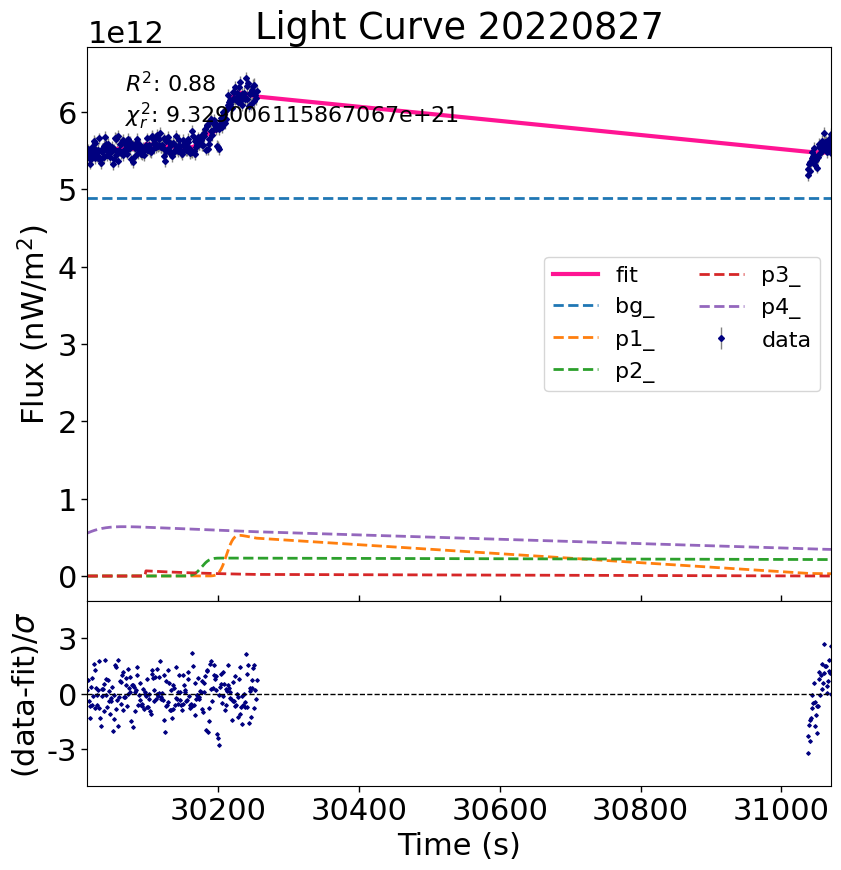 Light Curve 20220827
1e12
R²: 0.88
χ²ᵣ: 9.329006115867067e+21
6
5
4
3
2
1
0
Flux (nW/m²)
fit
bg_
p1_
p2_
p3_
p4_
data
3
0
-3
(data-fit)/σ
30200 30400 30600 30800 31000
Time (s)